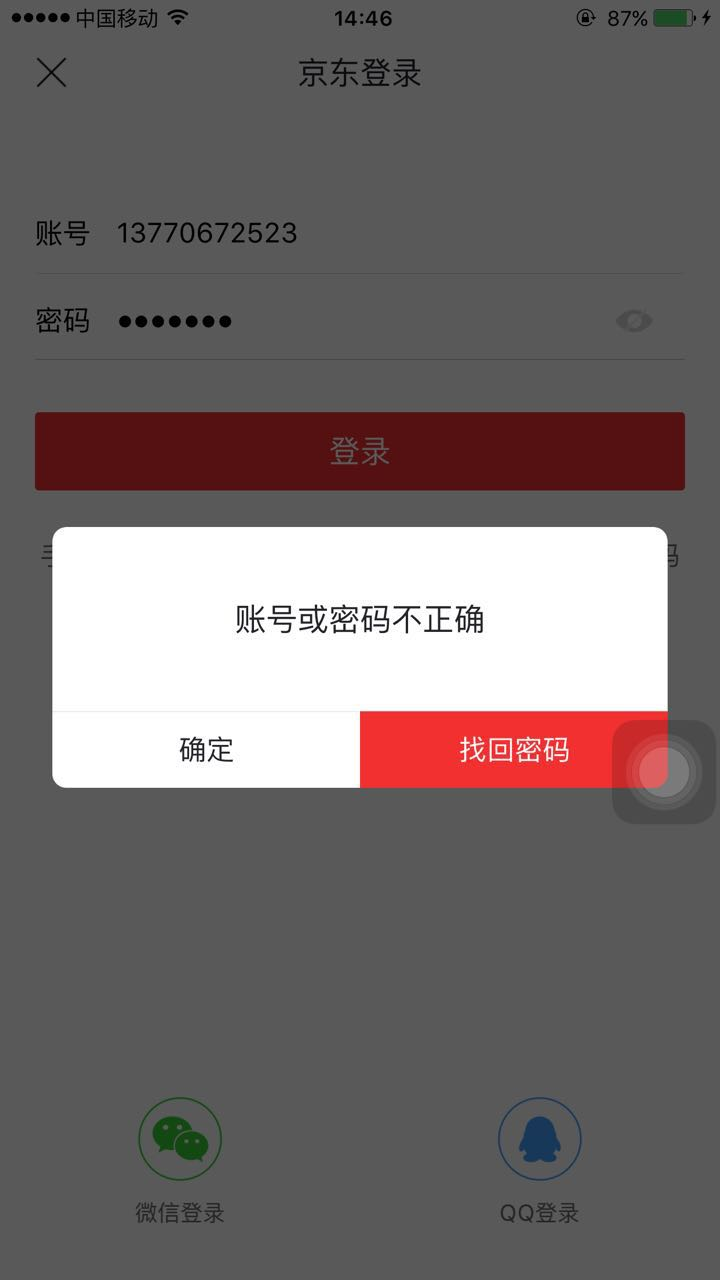 中国移动 14:46 87%
京东登录
账号 13770672523
密码 •••••••
登录
手 码
账号或密码不正确
确定 找回密码
微信登录 QQ登录